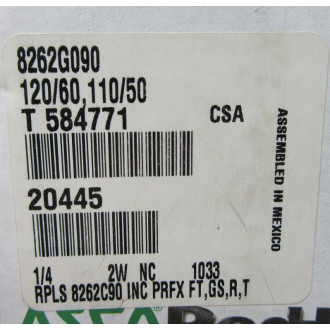 8262G090
120/60,110/50
T 584771
CSA
ASSEMBLED IN MEXICO
20445
1/4 2W NC 1033
RPLS 8262C90 INC PRFX FT,GS,R,T